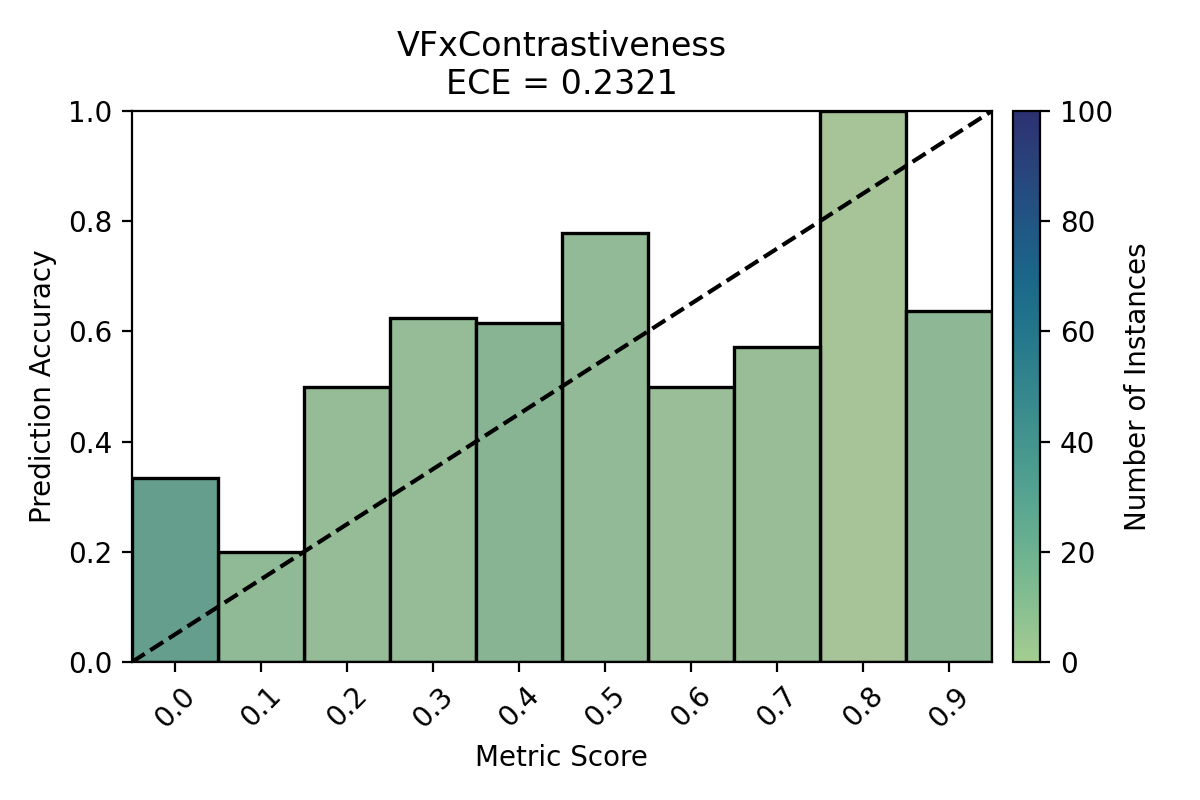 VFxContrastiveness
ECE = 0.2321
1.0
0.8
0.6
0.4
0.2
0.0
Prediction Accuracy
0.0 0.1 0.2 0.3 0.4 0.5 0.6 0.7 0.8 0.9
Metric Score
100
80
60
40
20
0
Number of Instances